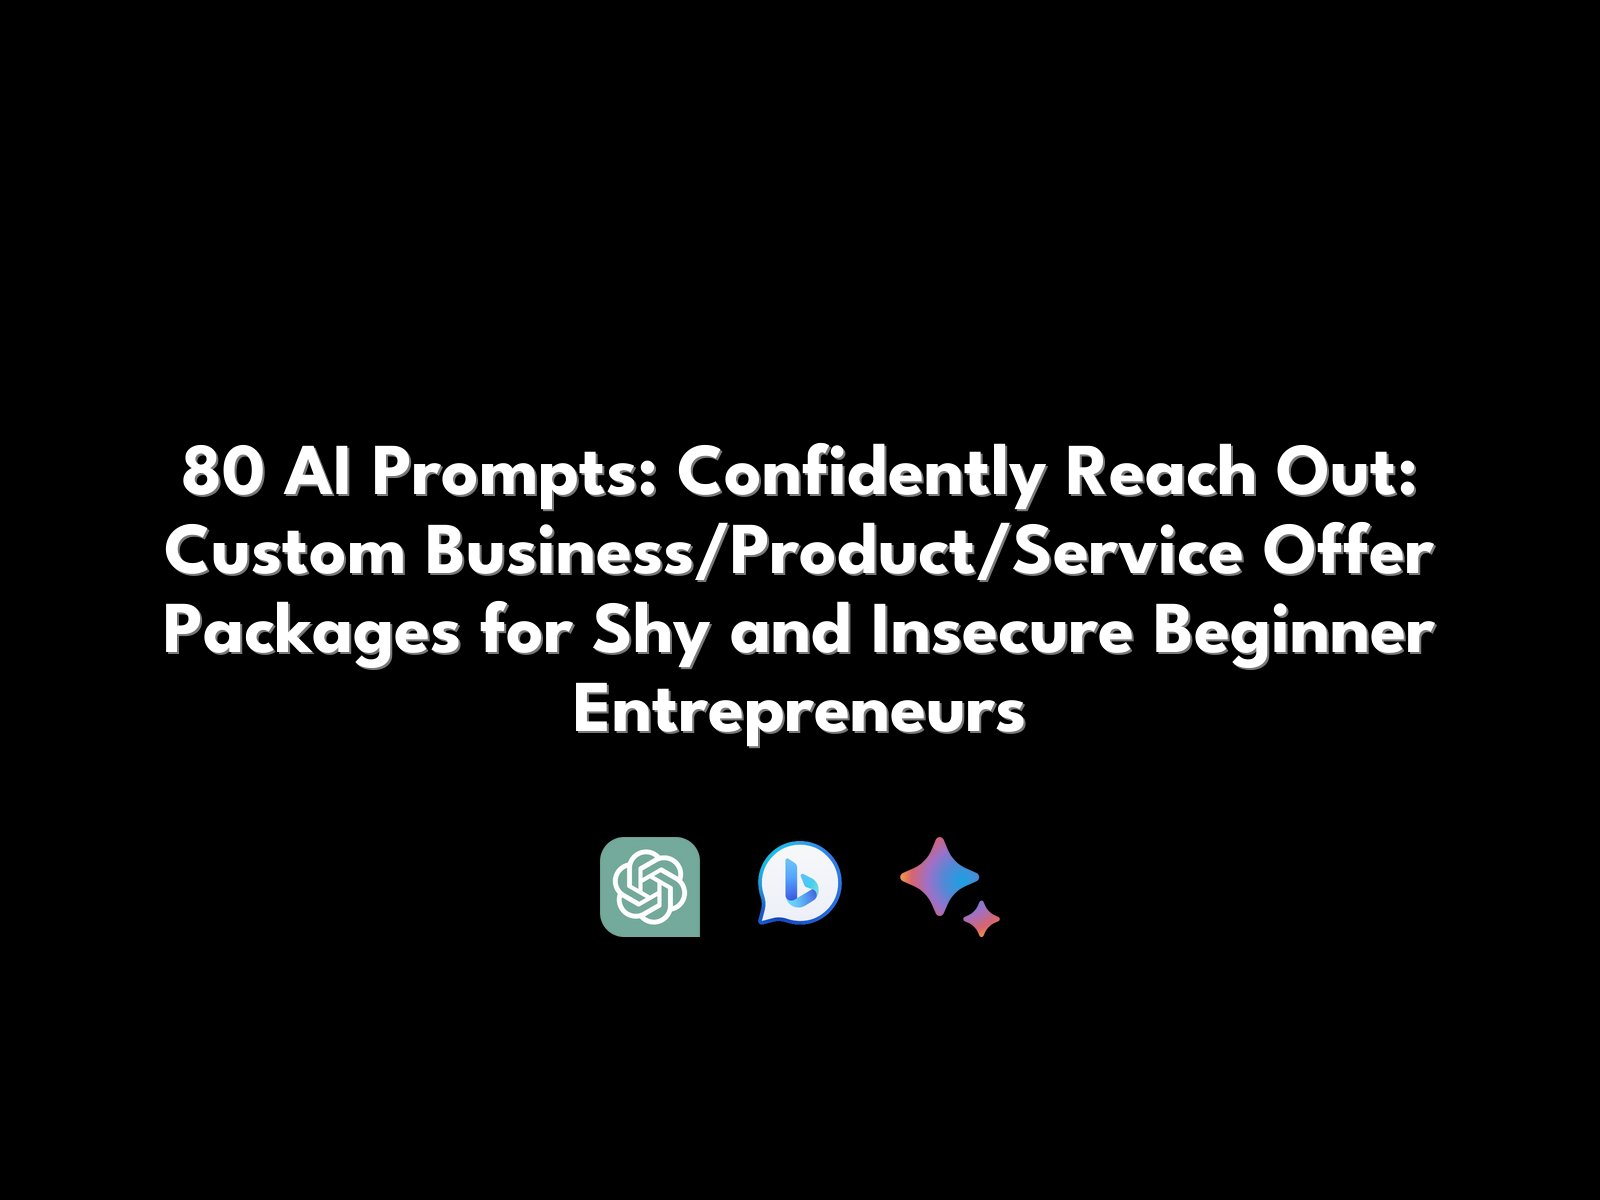 80 AI Prompts: Confidently Reach Out:
Custom Business/Product/Service Offer
Packages for Shy and Insecure Beginner
Entrepreneurs